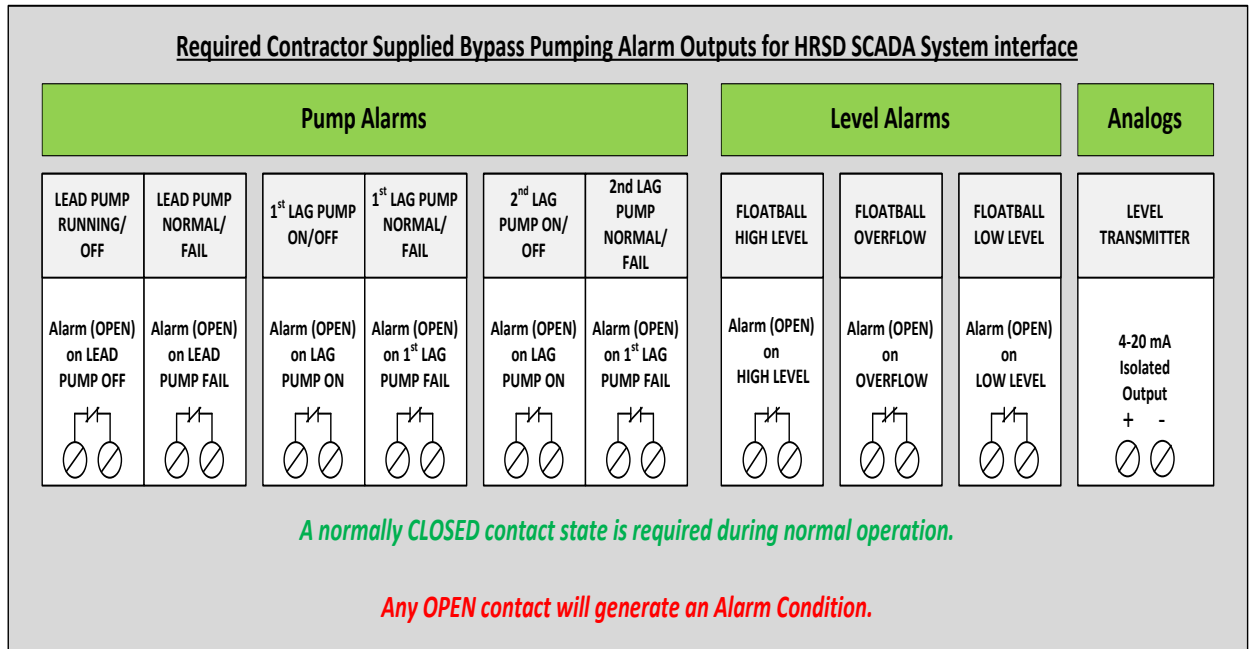 Required Contractor Supplied Bypass Pumping Alarm Outputs for HRSD SCADA System interface
Pump Alarms
Level Alarms
Analogs
LEAD PUMP
RUNNING/
OFF
LEAD PUMP
NORMAL/
FAIL
1st LAG PUMP
ON/OFF
1st LAG PUMP
NORMAL/
FAIL
2nd LAG
PUMP ON/
OFF
2nd LAG
PUMP
NORMAL/
FAIL
FLOATBALL
HIGH LEVEL
FLOATBALL
OVERFLOW
FLOATBALL
LOW LEVEL
LEVEL
TRANSMITTER
Alarm (OPEN)
on LEAD
PUMP OFF
Alarm (OPEN)
on LEAD
PUMP FAIL
Alarm (OPEN)
on LAG
PUMP ON
Alarm (OPEN)
on 1st LAG
PUMP FAIL
Alarm (OPEN)
on LAG
PUMP ON
Alarm (OPEN)
on 1st LAG
PUMP FAIL
Alarm (OPEN)
on
HIGH LEVEL
Alarm (OPEN)
on
OVERFLOW
Alarm (OPEN)
on
LOW LEVEL
4-20 mA
Isolated
Output
+ -
A normally CLOSED contact state is required during normal operation.
Any OPEN contact will generate an Alarm Condition.